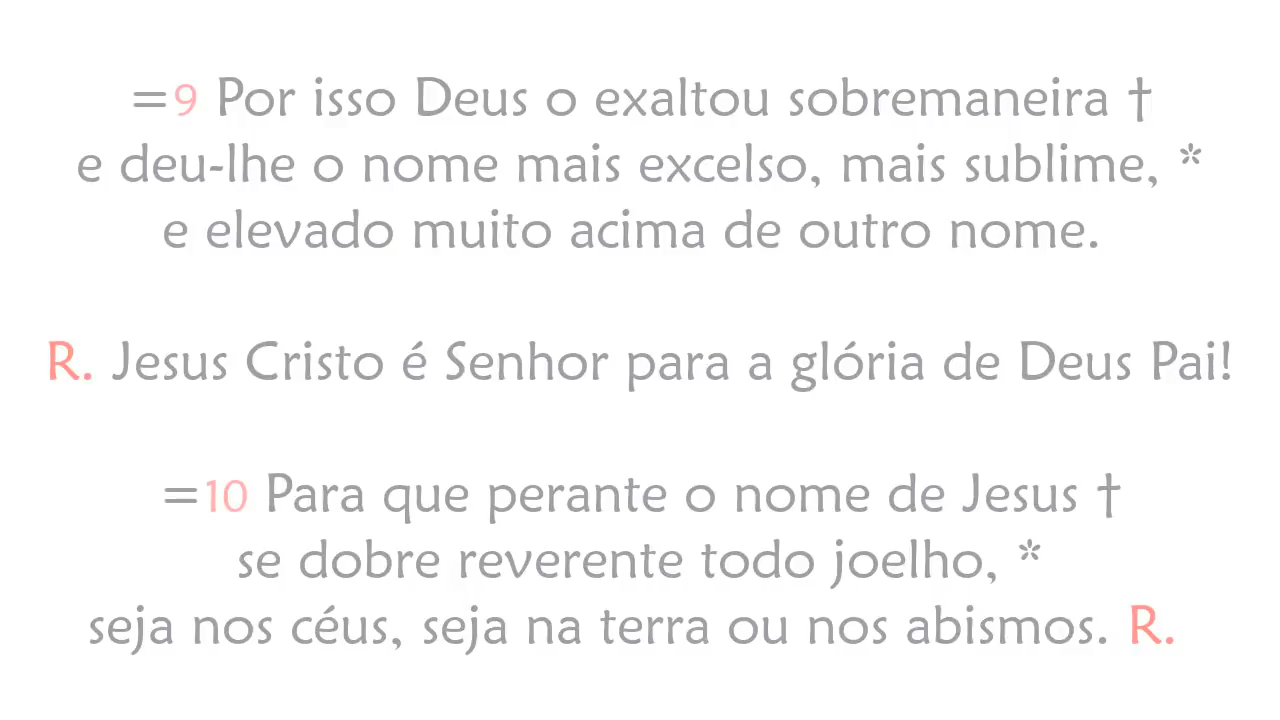 =9 Por isso Deus o exaltou sobremaneira †
e deu-lhe o nome mais excelso, mais sublime, *
e elevado muito acima de outro nome.
R. Jesus Cristo é Senhor para a glória de Deus Pai!
=10 Para que perante o nome de Jesus †
se dobre reverente todo joelho, *
seja nos céus, seja na terra ou nos abismos. R.